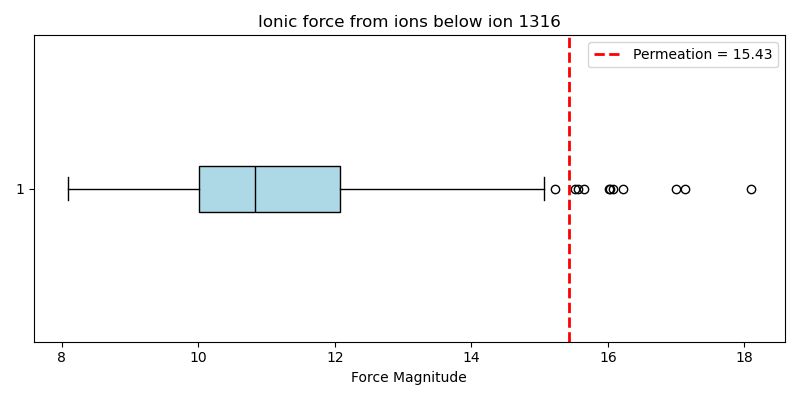 Ionic force from ions below ion 1316
Permeation = 15.43
1
8 10 12 14 16 18
Force Magnitude